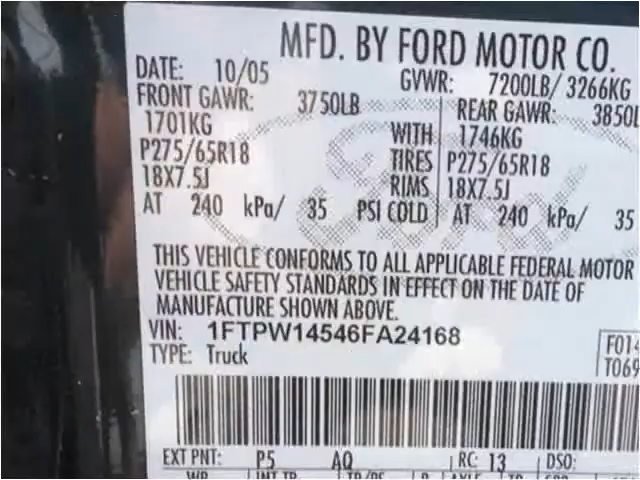 MFD. BY FORD MOTOR CO.
DATE: 10/05 GVWR: 7200LB/ 3266KG
FRONT GAWR: 3750LB REAR GAWR: 3850L
1701KG WITH 1746KG
P275/65R18 TIRES P275/65R18
18X7.5J RIMS 18X7.5J
AT 240 kPa/ 35 PSI COLD AT 240 kPa/ 35
THIS VEHICLE CONFORMS TO ALL APPLICABLE FEDERAL MOTOR
VEHICLE SAFETY STANDARDS IN EFFECT ON THE DATE OF
MANUFACTURE SHOWN ABOVE.
VIN: 1FTPW14546FA24168
F014
TYPE: Truck
T069
EXT PNT: P5 AQ RC: 13 DSO: